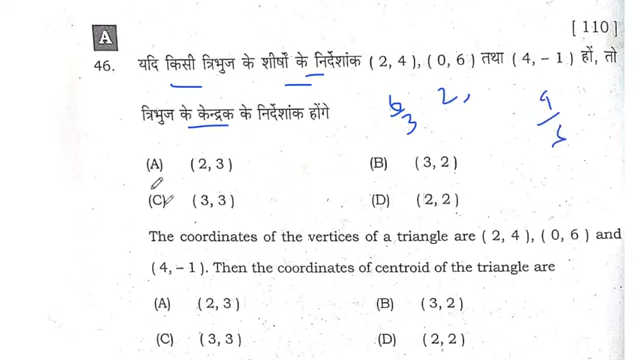 [ 110 ]
A
46. यदि किसी त्रिभुज के शीर्षों के निर्देशांक ( 2, 4 ) , ( 0, 6 ) तथा ( 4, – 1 ) हों, तो
त्रिभुज के केन्द्रक के निर्देशांक होंगे
6/3 2, 9/3
(A) ( 2, 3 ) (B) ( 3, 2 )
(C) ( 3, 3 ) (D) ( 2, 2 )
The coordinates of the vertices of a triangle are ( 2, 4 ) , ( 0, 6 ) and
( 4, – 1 ). Then the coordinates of centroid of the triangle are
(A) ( 2, 3 ) (B) ( 3, 2 )
(C) ( 3, 3 ) (D) ( 2, 2 )